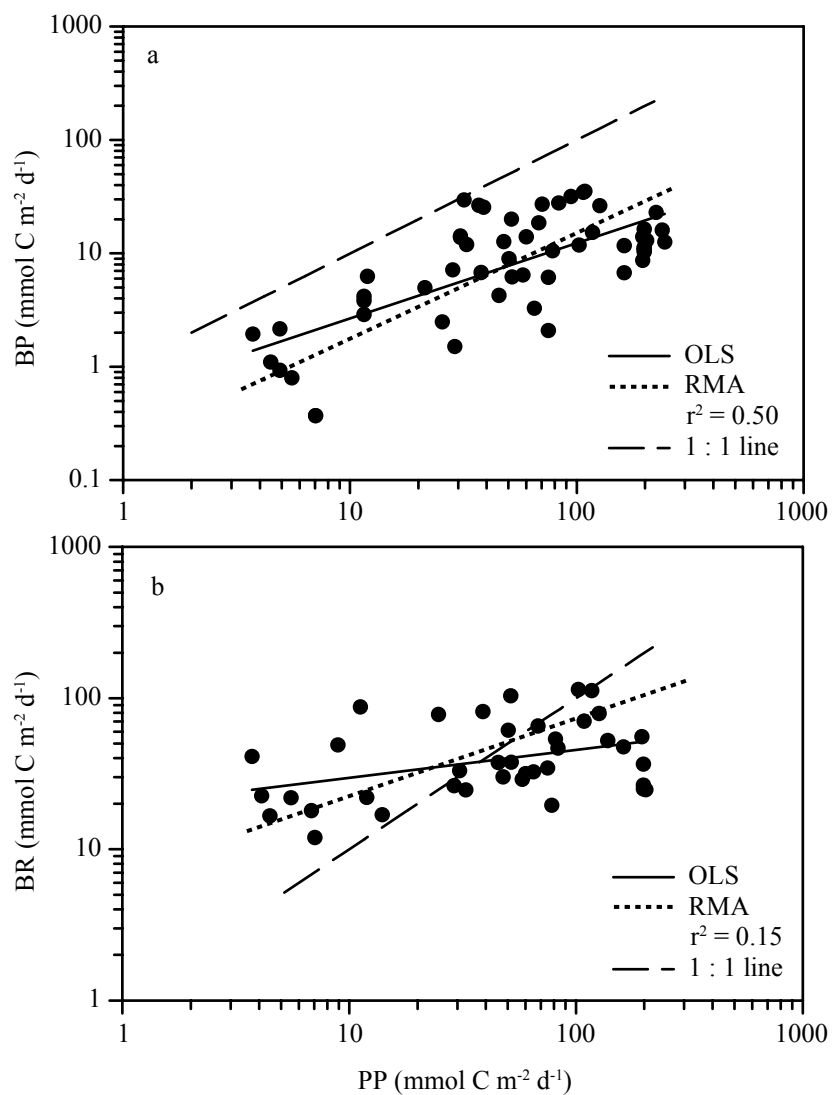 1000
a
100
BP (mmol C m-2 d-1)
10
1
OLS
RMA
r2 = 0.50
1 : 1 line
0.1
1 10 100 1000
1000
b
100
BR (mmol C m-2 d-1)
10
OLS
RMA
r2 = 0.15
1 : 1 line
1
1 10 100 1000
PP (mmol C m-2 d-1)